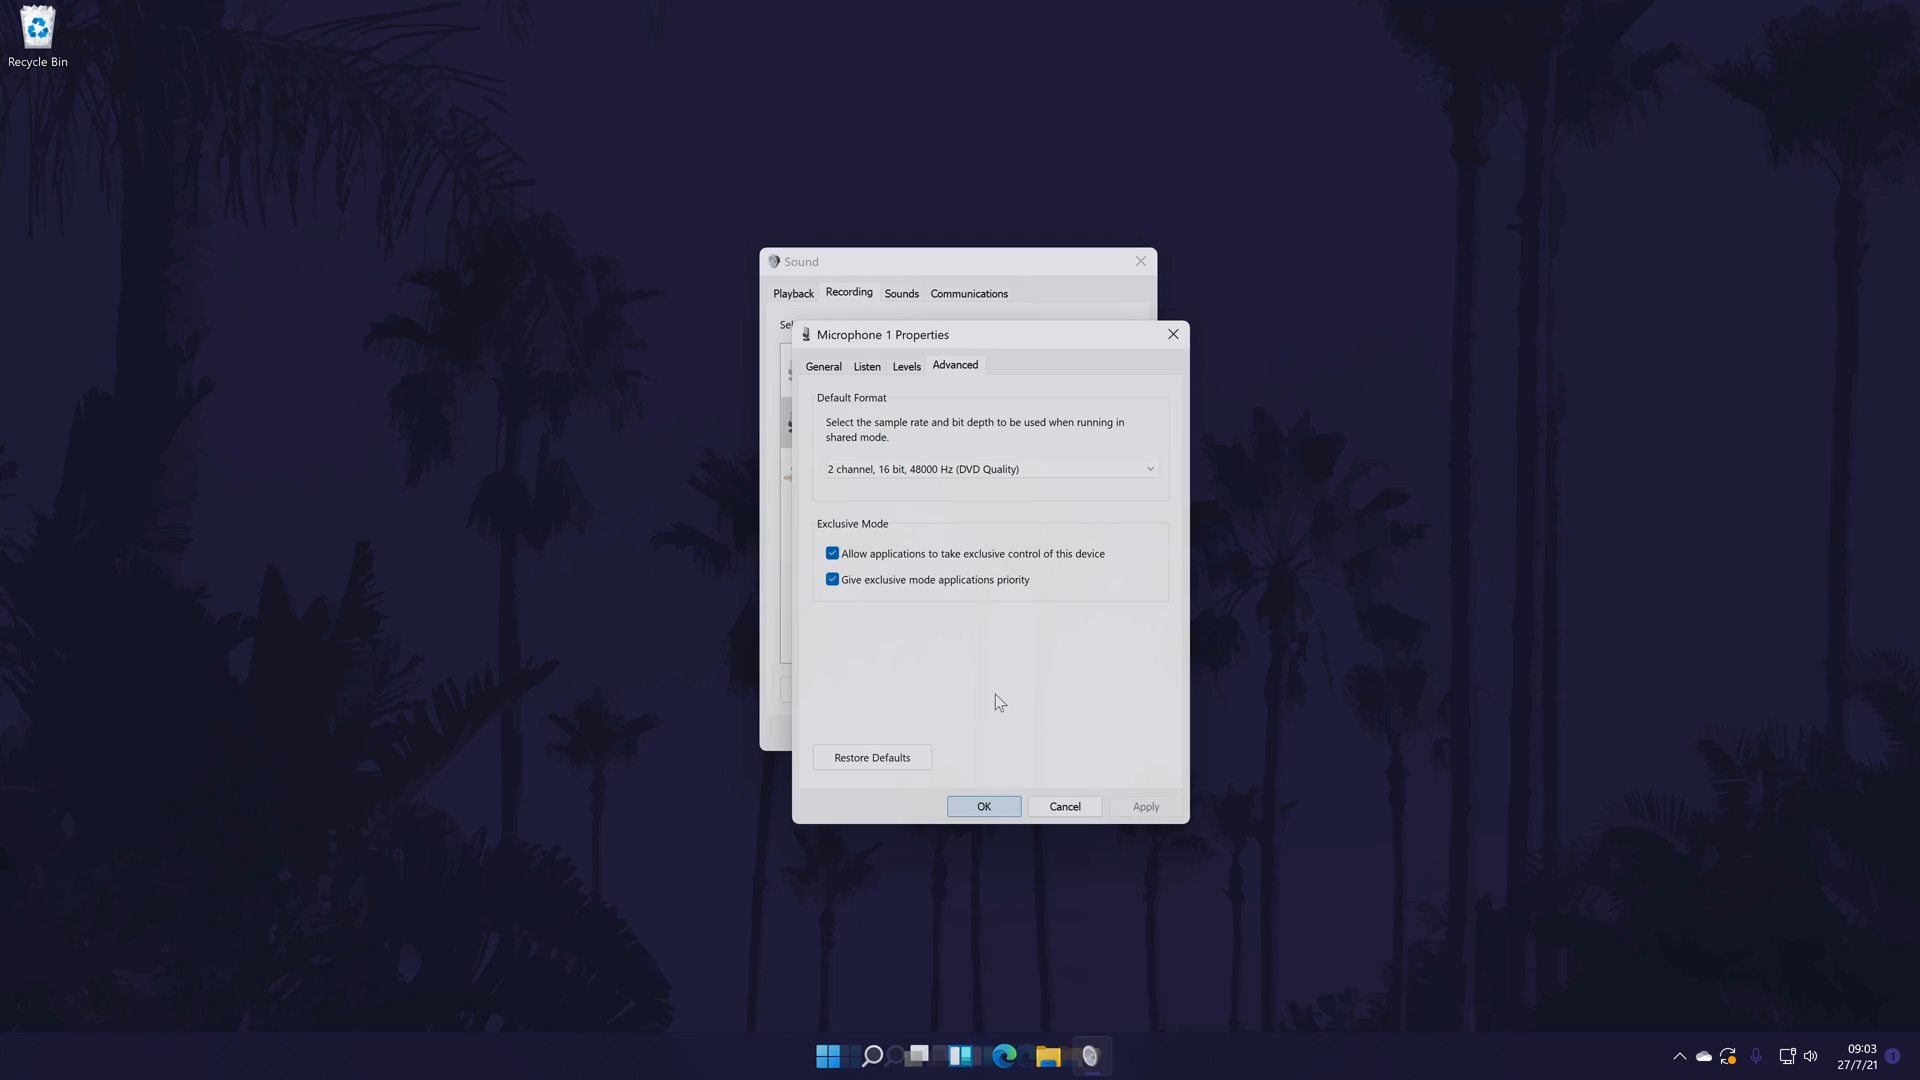 Recycle Bin
Sound
Playback Recording Sounds Communications
Sel
Microphone 1 Properties
General Listen Levels Advanced
Default Format
Select the sample rate and bit depth to be used when running in
shared mode.
2 channel, 16 bit, 48000 Hz (DVD Quality)
Exclusive Mode
Allow applications to take exclusive control of this device
Give exclusive mode applications priority
Restore Defaults
OK Cancel Apply
09:03
27/7/21
1